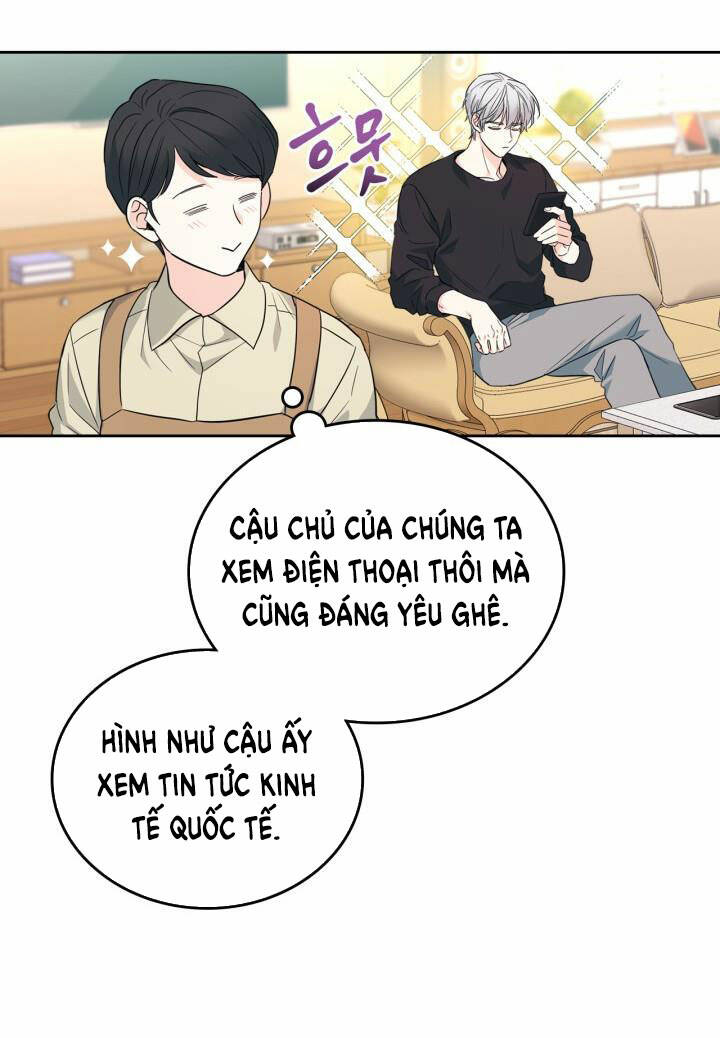 흐뭇
CẬU CHỦ CỦA CHÚNG TA
XEM ĐIỆN THOẠI THÔI MÀ
CŨNG ĐÁNG YÊU GHÊ.
HÌNH NHƯ CẬU ẤY
XEM TIN TỨC KINH
TẾ QUỐC TẾ.